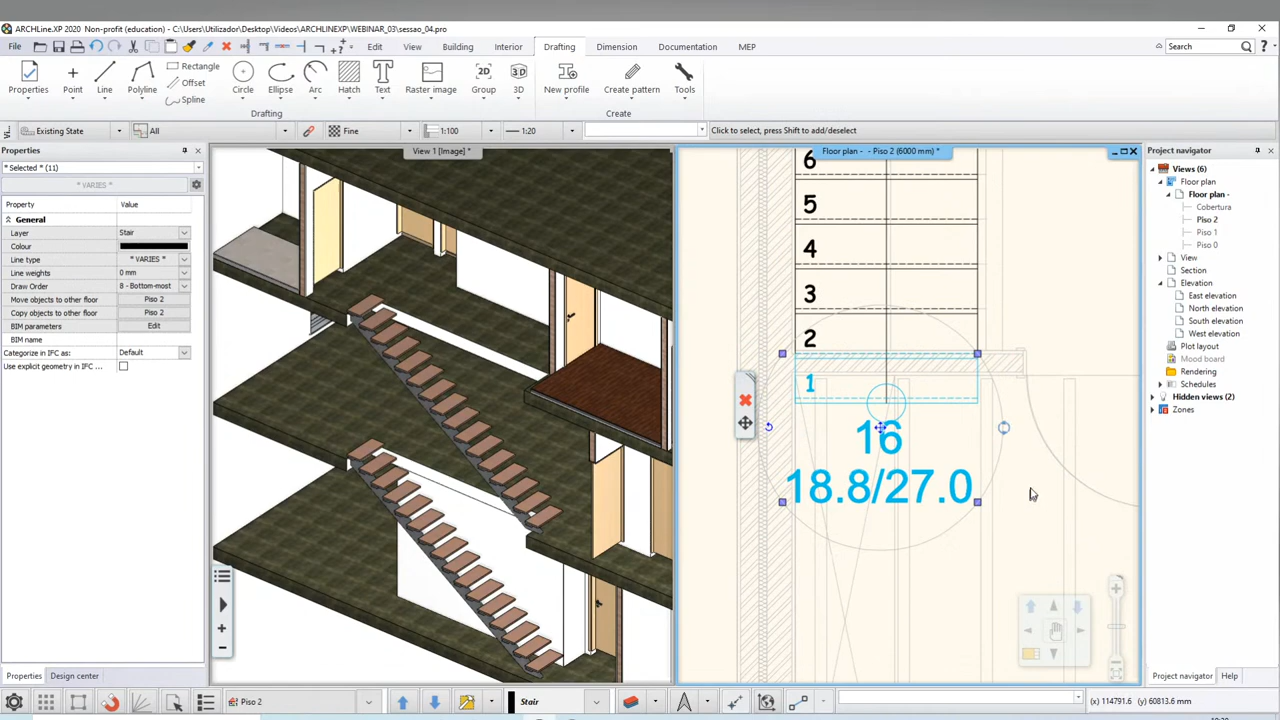 ARCHLine.XP 2020 Non-profit (education) - C:\Users\Utilizador\Desktop\Videos\ARCHLINEXP\WEBINAR_03\sessao_04.pro
File Edit View Building Interior Drafting Dimension Documentation MEP Search
Properties Point Line Polyline Rectangle Offset Spline Circle Ellipse Arc Hatch Text Raster image Group 3D New profile Create pattern Tools
2D 3D
Drafting Create
Existing State All Fine 1:100 1:20 Click to select, press Shift to add/deselect
Properties
* Selected * (11)
* VARIES *
Property Value
General
Layer Stair
Colour
Line type * VARIES *
Line weights 0 mm
Draw Order 8 - Bottom-most
Move objects to other floor Piso 2
Copy objects to other floor Piso 2
BIM parameters Edit
BIM name
Categorize in IFC as: Default
Use explicit geometry in IFC ...
View 1 [Image] *
Floor plan - - Piso 2 (6000 mm) *
6
5
4
3
2
1
16
18.8/27.0
Project navigator
Views (6)
Floor plan
Floor plan -
Cobertura
Piso 2
Piso 1
Piso 0
View
Section
Elevation
East elevation
North elevation
South elevation
West elevation
Plot layout
Mood board
Rendering
Schedules
Hidden views (2)
Zones
Properties Design center
Project navigator Help
Piso 2 Stair (x) 114791.6 (y) 60813.6 mm